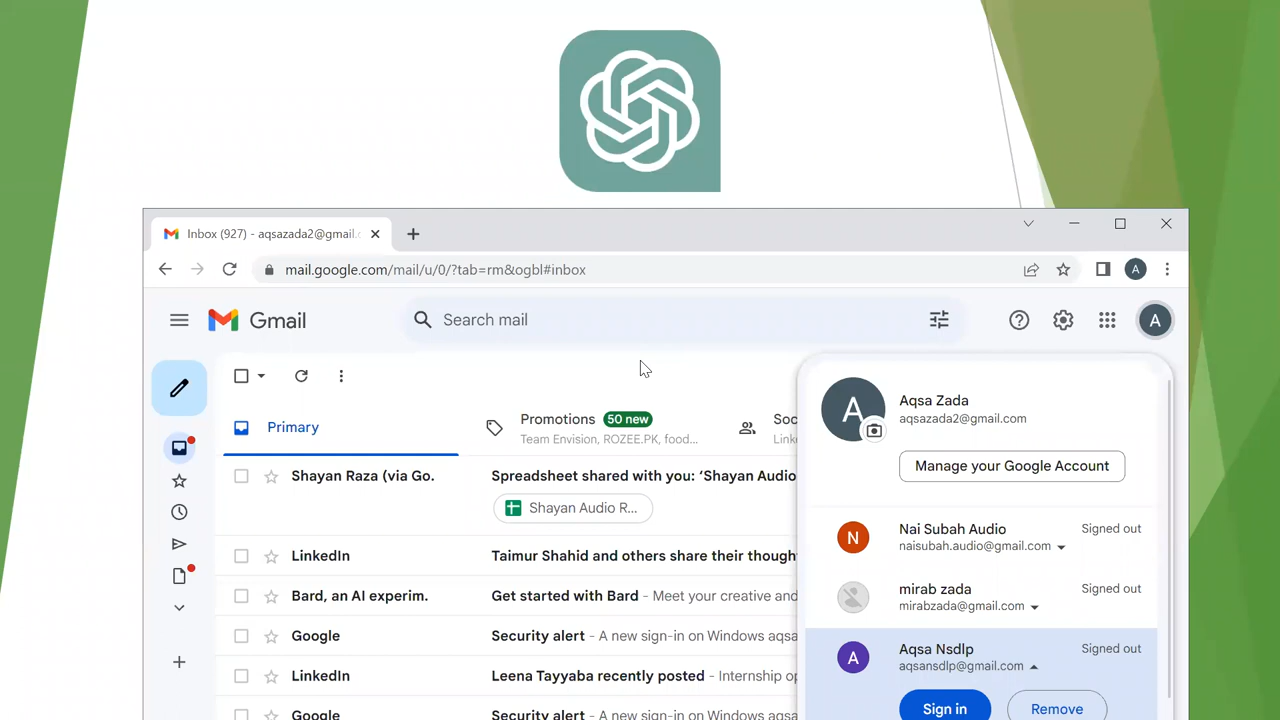 Inbox (927) - aqsazada2@gmail.
mail.google.com/mail/u/0/?tab=rm&ogbl#inbox
A
Gmail
Search mail
A
Primary
Promotions 50 new
Team Envision, ROZEE.PK, food...
Soc
Linke
Shayan Raza (via Go.
Spreadsheet shared with you: ‘Shayan Audio
Shayan Audio R...
LinkedIn
Taimur Shahid and others share their though
Bard, an AI experim.
Get started with Bard - Meet your creative and
Google
Security alert - A new sign-in on Windows aqsa
LinkedIn
Leena Tayyaba recently posted - Internship op
Google
Security alert - A new sign-in on Windows aqsa
A
Aqsa Zada
aqsazada2@gmail.com
Manage your Google Account
N
Nai Subah Audio
Signed out
naisubah.audio@gmail.com
mirab zada
Signed out
mirabzada@gmail.com
A
Aqsa Nsdlp
Signed out
aqsansdlp@gmail.com
Sign in
Remove